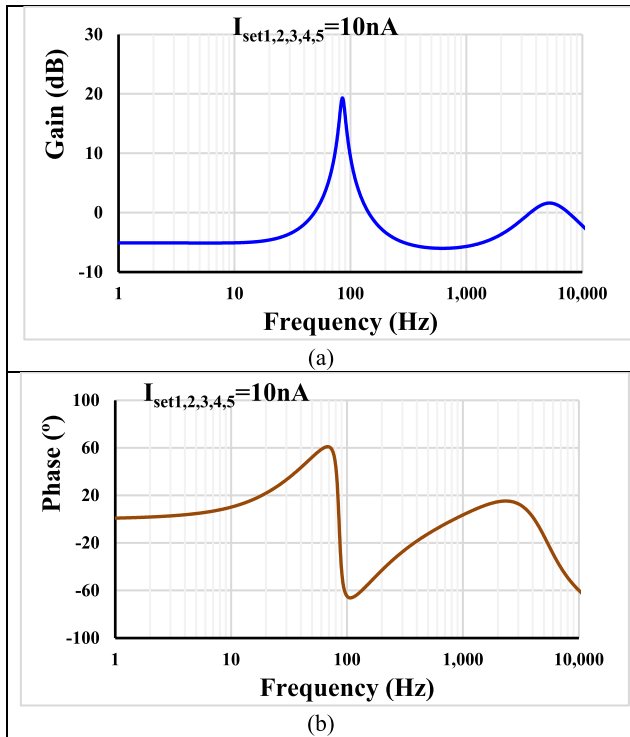 I_set1,2,3,4,5=10nA
30
20
10
0
-10
Gain (dB)
1 10 100 1,000 10,000
Frequency (Hz)
(a)
I_set1,2,3,4,5=10nA
100
60
20
-20
-60
-100
Phase (º)
1 10 100 1,000 10,000
Frequency (Hz)
(b)